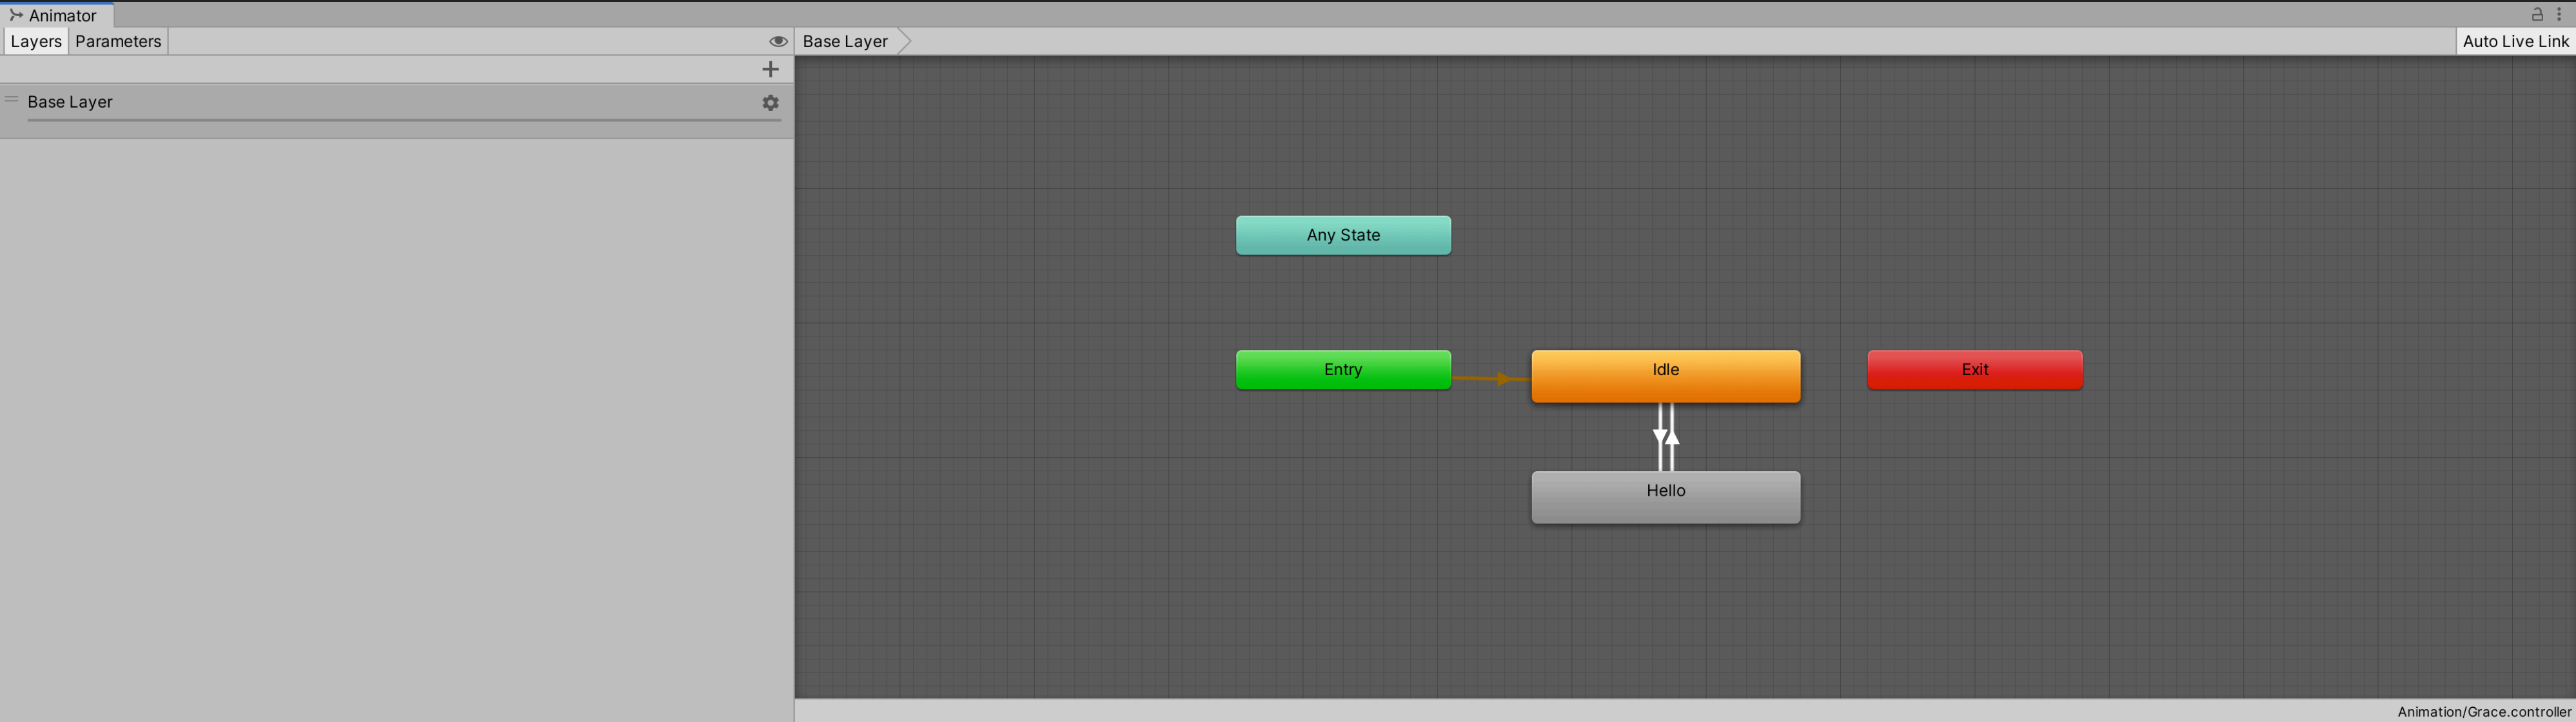 Animator
Layers Parameters
Base Layer
Auto Live Link
Base Layer
Any State
Entry
Idle
Exit
Hello
Animation/Grace.controller